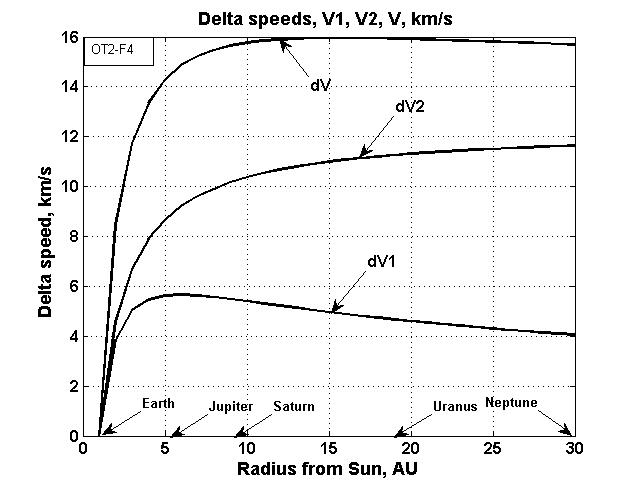 Delta speeds, V1, V2, V, km/s
OT2-F4
16
14
12
10
8
6
4
2
0
Delta speed, km/s
dV
dV2
dV1
Earth
Jupiter
Saturn
Uranus
Neptune
0
5
10
15
20
25
30
Radius from Sun, AU